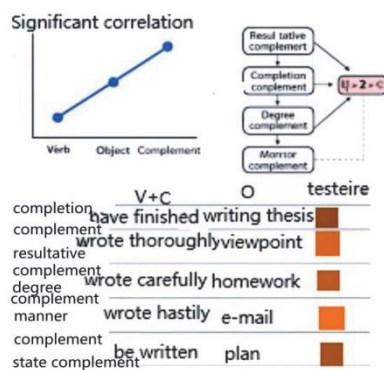 Significant correlation
Verb Object Complement
Resul tative
complemert
Completion
conplement
Degree
complement
complement
V+C O testeire
completion
complement
have finished writing thesis
resultative
complement
wrote thoroughly viewpoint
degree
complement
wrote carefully homework
manner
complement
wrote hastily e-mail
state complement
be written plan